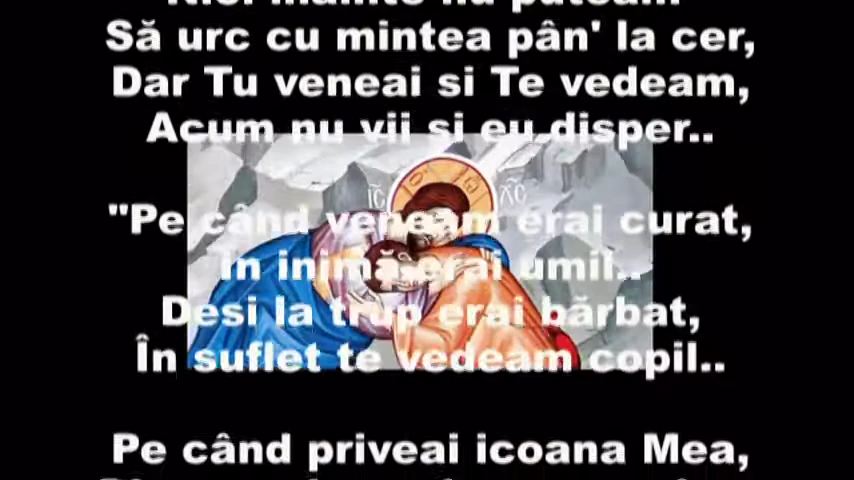 Să urc cu mintea pân' la cer,
Dar Tu veneai si Te vedeam,
Acum nu vii si eu disper..
"Pe când veneam erai curat,
În inimă erai umil..
Desi la trup erai bărbat,
În suflet te vedeam copil..
Pe când priveai icoana Mea,